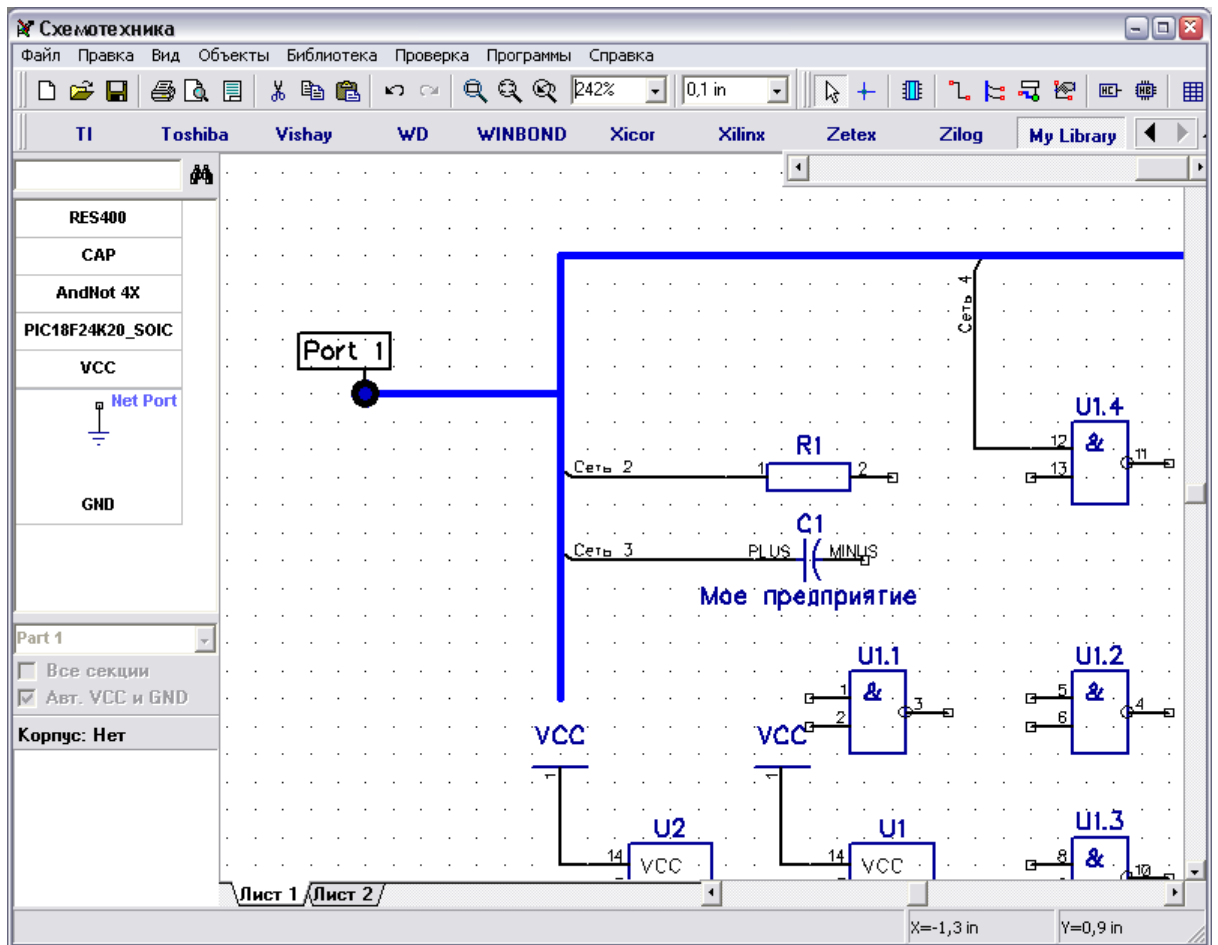 Схемотехника
Файл Правка Вид Объекты Библиотека Проверка Программы Справка
242% 0,1 in
TI Toshiba Vishay WD WINBOND Xicor Xilinx Zetex Zilog My Library
RES400
CAP
AndNot 4X
PIC18F24K20_SOIC
VCC
Net Port
GND
Part 1
Все секции
Авт. VCC и GND
Корпус: Нет
Port 1
Сеть 4
U1.4
12 &
13
11
R1
Сеть 2 1 2
C1
Сеть 3 PLUS MINUS
Мое предприятие
U1.1
1 &
2
3
U1.2
5 &
6
4
VCC
1
VCC
1
U2
14 VCC
U1
14 VCC
U1.3
8 &
10
Лист 1 Лист 2
X=-1,3 in Y=0,9 in